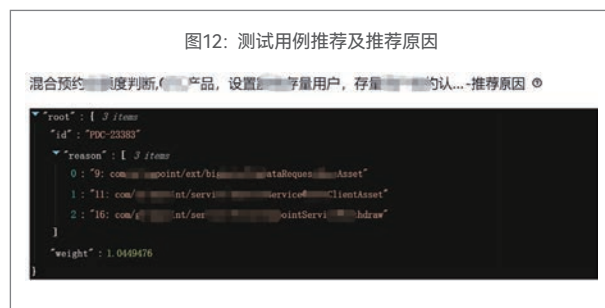 图12：测试用例推荐及推荐原因
混合预约 度判断, 产品，设置 存量用户，存量 约认...-推荐原因
"root" : { 3 items
"id" : "PDC-23383"
"reason" : [ 3 items
0 : "9: com point/ext/bi ataReques Asset"
1 : "11: com/ nt/servi ervice ClientAsset"
2 : "16: com/g nt/ser ointServi hdraw"
]
"weight" : 1.0449476
}